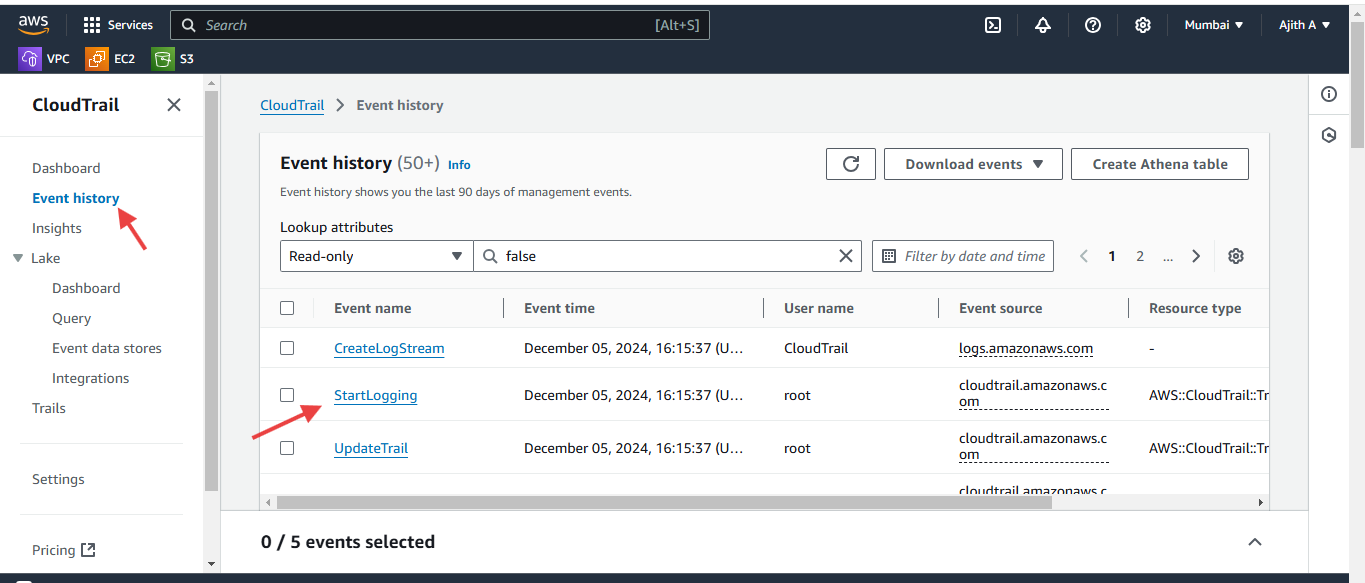 aws
Services
Search
[Alt+S]
Mumbai
Ajith A
VPC
EC2
S3
CloudTrail
Dashboard
Event history
Insights
Lake
Dashboard
Query
Event data stores
Integrations
Trails
Settings
Pricing
CloudTrail
Event history
Event history (50+)
Info
Download events
Create Athena table
Event history shows you the last 90 days of management events.
Lookup attributes
Read-only
false
Filter by date and time
1
2
...
Event name
Event time
User name
Event source
Resource type
CreateLogStream
December 05, 2024, 16:15:37 (U...
CloudTrail
logs.amazonaws.com
-
StartLogging
December 05, 2024, 16:15:37 (U...
root
cloudtrail.amazonaws.c
om
AWS::CloudTrail::Tr
UpdateTrail
December 05, 2024, 16:15:37 (U...
root
cloudtrail.amazonaws.c
om
AWS::CloudTrail::Tr
cloudtrail.amazonaws.c
0 / 5 events selected